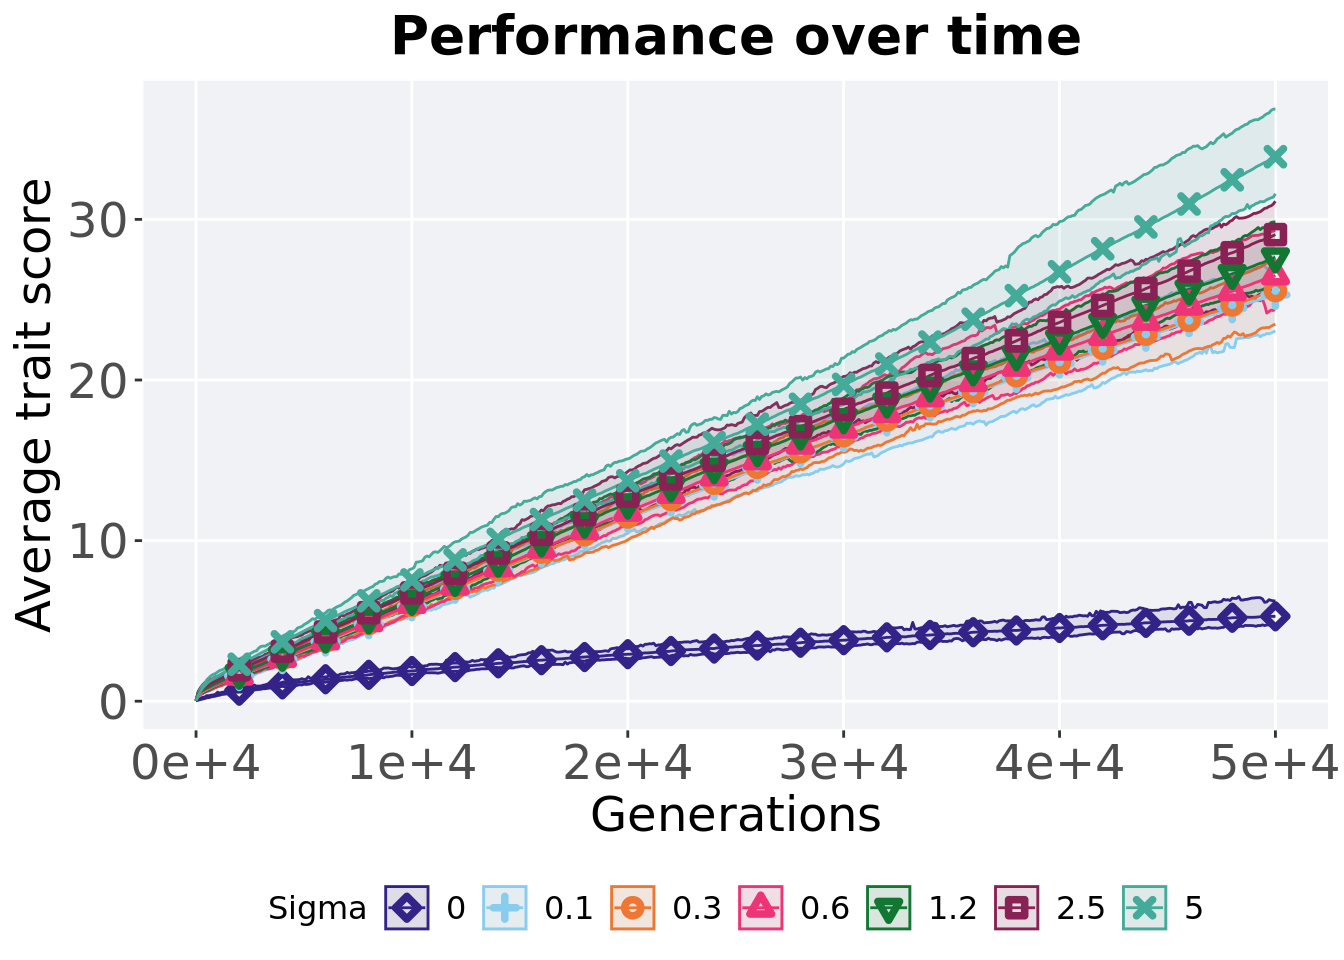 Performance over time
Average trait score
30
20
10
0
0e+4 1e+4 2e+4 3e+4 4e+4 5e+4
Generations
Sigma 0 0.1 0.3 0.6 1.2 2.5 5